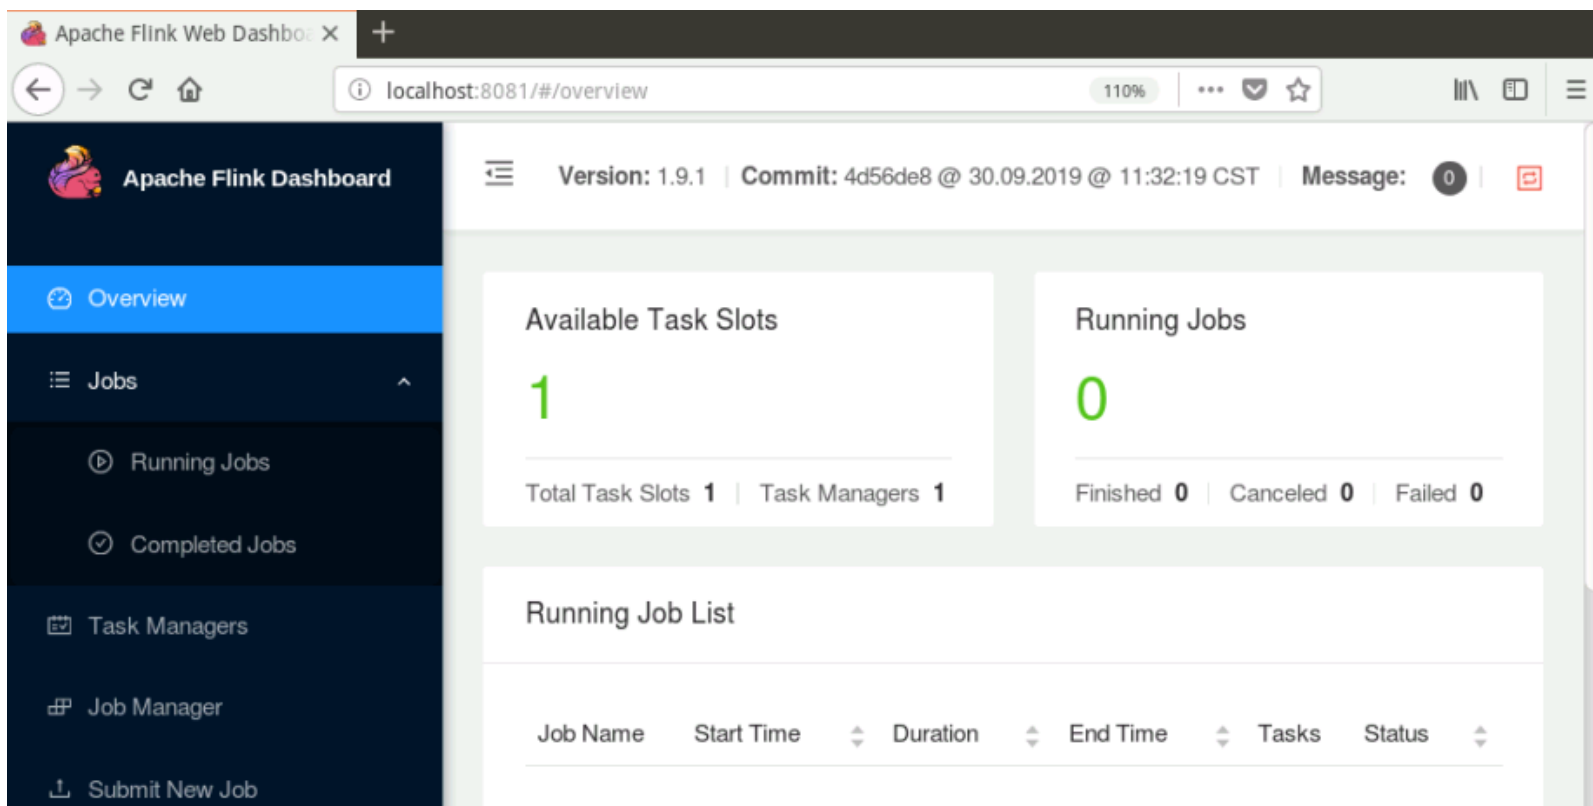 Apache Flink Web Dashboa
localhost:8081/#/overview
110%
Apache Flink Dashboard
Version: 1.9.1
Commit: 4d56de8 @ 30.09.2019 @ 11:32:19 CST
Message: 0
Overview
Jobs
Running Jobs
Completed Jobs
Task Managers
Job Manager
Submit New Job
Available Task Slots
1
Total Task Slots 1
Task Managers 1
Running Jobs
0
Finished 0
Canceled 0
Failed 0
Running Job List
Job Name
Start Time
Duration
End Time
Tasks
Status